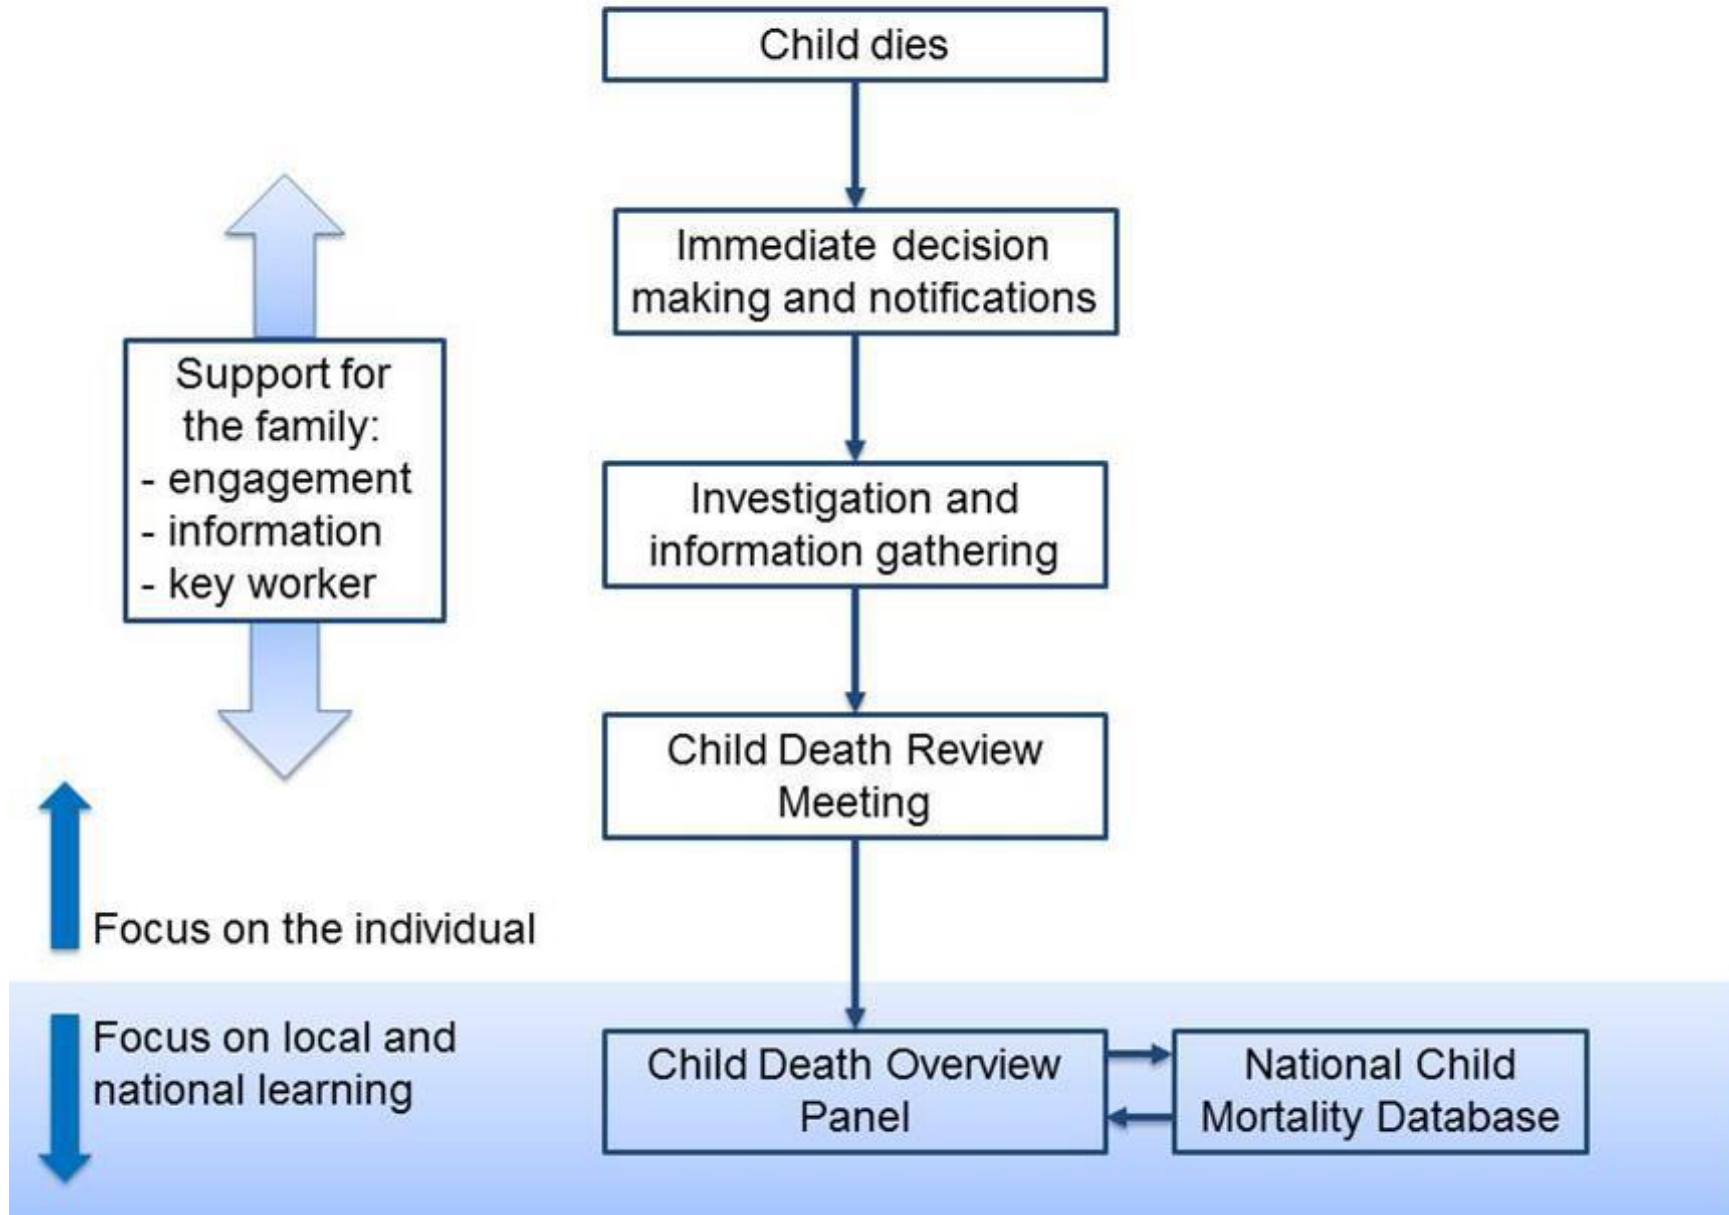 Child dies
Immediate decision
making and notifications
Support for
the family:
- engagement
- information
- key worker
Investigation and
information gathering
Child Death Review
Meeting
Focus on the individual
Focus on local and
national learning
Child Death Overview
Panel
National Child
Mortality Database